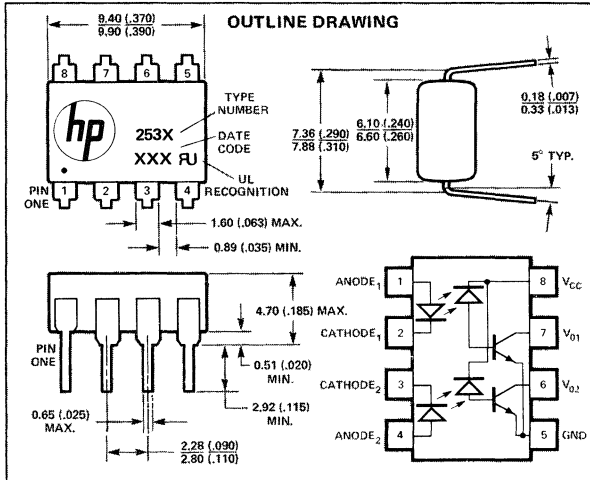 OUTLINE DRAWING
9.40 (.370)
9.90 (.390)
8 7 6 5
hp
TYPE
NUMBER
253X
DATE
CODE
XXX
UL
RECOGNITION
PIN
ONE
1 2 3 4
1.60 (.063) MAX.
0.89 (.035) MIN.
7.36 (.290)
7.88 (.310)
6.10 (.240)
6.60 (.260)
0.18 (.007)
0.33 (.013)
5° TYP.
PIN
ONE
4.70 (.185) MAX.
0.51 (.020)
MIN.
2.92 (.115)
MIN.
0.65 (.025)
MAX.
2.28 (.090)
2.80 (.110)
ANODE1 1
8 VCC
CATHODE1 2
7 V01
CATHODE2 3
6 V02
ANODE2 4
5 GND